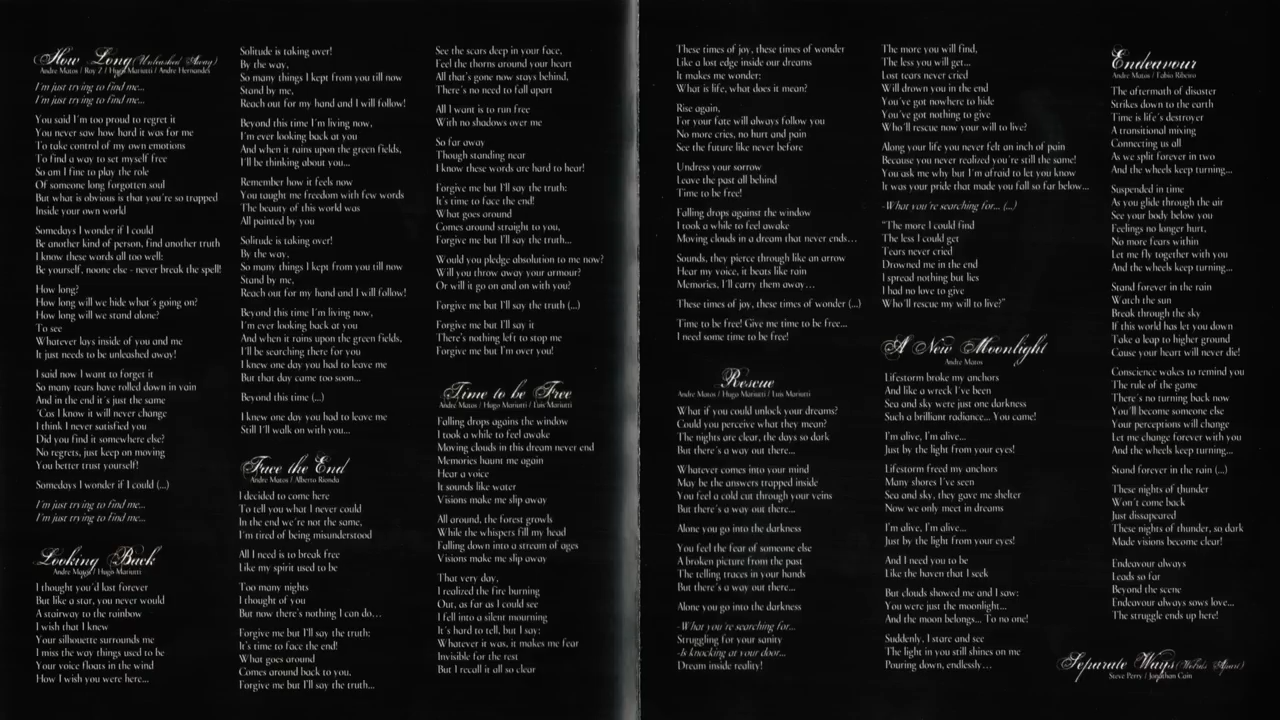 How Long (Unleashed Away)
Andre Matos / Roy Z / Hugo Mariutti / Andre Hernandes
I'm just trying to find me...
I'm just trying to find me...
You said I'm too proud to regret it
You never saw how hard it was for me
To take control of my own emotions
To find a way to set myself free
So am I fine to play the role
Of someone long forgotten soul
But what is obvious is that you're so trapped
Inside your own world
Somedays I wonder if I could
Be another kind of person, find another truth
I know these words all too well:
Be yourself, noone else - never break the spell!
How long?
How long will we hide what's going on?
How long will we stand alone?
To see
Whatever lays inside of you and me
It just needs to be unleashed away!
I said now I want to forget it
So many tears have rolled down in vain
And in the end it's just the same
'Cos I know it will never change
I think I never satisfied you
Did you find it somewhere else?
No regrets, just keep on moving
You better trust yourself!
Somedays I wonder if I could (...)
I'm just trying to find me...
I'm just trying to find me...
Looking Back
Andre Matos / Hugo Mariutti
I thought you'd last forever
But like a star, you never would
A stairway to the rainbow
I wish that I knew
Your silhouette surrounds me
I miss the way things used to be
Your voice floats in the wind
How I wish you were here...
Solitude is taking over!
By the way,
So many things I kept from you till now
Stand by me,
Reach out for my hand and I will follow!
Beyond this time I'm living now,
I'm ever looking back at you
And when it rains upon the green fields,
I'll be thinking about you...
Remember how it feels now
You taught me freedom with few words
The beauty of this world was
All painted by you
Solitude is taking over!
By the way,
So many things I kept from you till now
Stand by me,
Reach out for my hand and I will follow!
Beyond this time I'm living now,
I'm ever looking back at you
And when it rains upon the green fields,
I'll be searching there for you
I knew one day you had to leave me
But that day came too soon...
Beyond this time (...)
I knew one day you had to leave me
Still I'll walk on with you...
Face the End
Andre Matos / Alberto Rionda
I decided to come here
To tell you what I never could
In the end we're not the same,
I'm tired of being misunderstood
All I need is to break free
Like my spirit used to be
Too many nights
I thought of you
But now there's nothing I can do...
Forgive me but I'll say the truth:
It's time to face the end!
What goes around
Comes around back to you,
Forgive me but I'll say the truth...
See the scars deep in your face,
Feel the thorns around your heart
All that's gone now stays behind,
There's no need to fall apart
All I want is to run free
With no shadows over me
So far away
Though standing near
I know these words are hard to hear!
Forgive me but I'll say the truth:
It's time to face the end!
What goes around
Comes around straight to you,
Forgive me but I'll say the truth...
Would you pledge absolution to me now?
Will you throw away your armour?
Or will it go on and on with you?
Forgive me but I'll say the truth (...)
Forgive me but I'll say it
There's nothing left to stop me
Forgive me but I'm over you!
Time to be Free
Andre Matos / Hugo Mariutti / Luis Mariutti
Falling drops against the window
I took a while to feel awake
Moving clouds in this dream never end
Memories haunt me again
Hear a voice
It sounds like water
Visions make me slip away
All around, the forest growls
While the whispers fill my head
Falling down into a stream of ages
Visions make me slip away
That very day,
I realized the fire burning
Out, as far as I could see
I fell into a silent mourning
It's hard to tell, but I say:
Whatever it was, it makes me fear
Invisible for the rest
But I recall it all so clear
These times of joy, these times of wonder
Like a lost edge inside our dreams
It makes me wonder:
What is life, what does it mean?
Rise again,
For your fate will always follow you
No more cries, no hurt and pain
See the future like never before
Undress your sorrow
Leave the past all behind
Time to be free!
Falling drops against the window
I took a while to feel awake
Moving clouds in a dream that never ends...
Sounds, they pierce through like an arrow
Hear my voice, it beats like rain
Memories, I'll carry them away...
These times of joy, these times of wonder (...)
Time to be free! Give me time to be free...
I need some time to be free!
Rescue
Andre Matos / Hugo Mariutti / Luis Mariutti
What if you could unlock your dreams?
Could you perceive what they mean?
The nights are clear, the days so dark
But there's a way out...
Whatever comes into your mind
May be the answers trapped inside
You feel a cold cut through your veins
But there's a way out...
Alone you go into the darkness
You feel the fear of someone else
A broken picture from the past
The telling traces in your hands
But there's a way out...
Alone you go into the darkness
-What you're searching for...
Struggling for your sanity
-Is knocking at your door...
Dream inside reality!
The more you will find,
The less you will get...
Lost tears never cried
Will drown you in the end
You've got nowhere to hide
You've got nothing to give
Who'll rescue now your will to live?
Along your life you never felt an inch of pain
Because you never realized you're still the same!
You ask me why but I'm afraid to let you know
It was your pride that made you fall so far below...
-What you're searching for... (...)
"The more I could find
The less I could get
Tears never cried
Drowned me in the end
I spread nothing but lies
I had no love to give
Who'll rescue my will to live?"
A New Moonlight
Andre Matos
Lifestorm broke my anchors
And like a wreck I've been
Sea and sky were just one darkness
Such a brilliant radiance... You came!
I'm alive, I'm alive...
Just by the light from your eyes!
Lifestorm freed my anchors
Many shores I've seen
Sea and sky, they gave me shelter
Now we only meet in dreams
I'm alive, I'm alive...
Just by the light from your eyes!
And I need you to be
Like the haven that I seek
But clouds showed me and I saw:
You were just the moonlight...
And the moon belongs... To no one!
Suddenly, I stare and see
The light in you still shines on me
Pouring down, endlessly...
Endeavour
Andre Matos / Fabio Ribeiro
The aftermath of disaster
Strikes down to the earth
Time is life's destroyer
A transitional mixing
Connecting us all
As we split forever in two
And the wheels keep turning...
Suspended in time
As you glide through the air
See your body below you
Feelings no longer hurt,
No more fears within
Let me fly together with you
And the wheels keep turning...
Stand forever in the rain
Watch the sun
Break through the sky
If this world has let you down
Take a leap to higher ground
Cause your heart will never die!
Conscience wakes to remind you
The rule of the game
There's no turning back now
You'll become someone else
Your perceptions will change
Let me change forever with you
And the wheels keep turning...
Stand forever in the rain (...)
These nights of thunder
Won't come back
Just dissapeared
These nights of thunder, so dark
Made visions become clear!
Endeavour always
Leads so far
Beyond the scene
Endeavour always sows love...
The struggle ends up here!
Separate Ways (Worlds Apart)
Steve Perry / Jonathan Cain